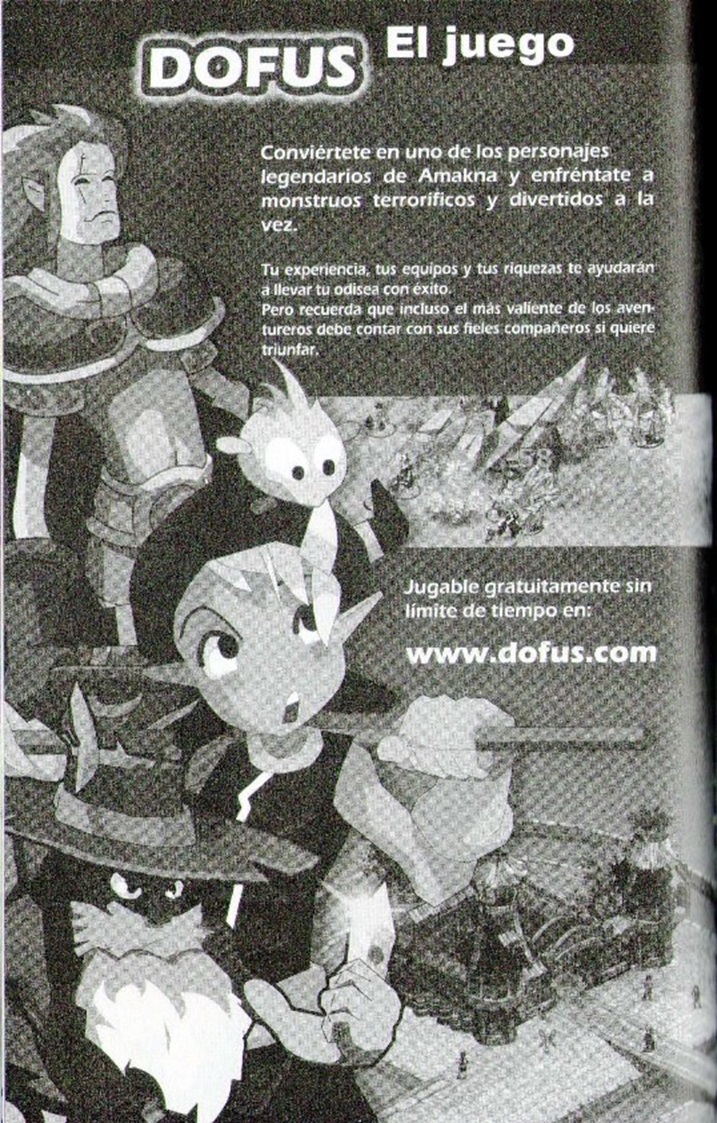 DOFUS El juego
Conviértete en uno de los personajes
legendarios de Amakna y enfréntate a
monstruos terroríficos y divertidos a la
vez.
Tu experiencia, tus equipos y tus riquezas te ayudarán
a llevar tu odisea con éxito.
Pero recuerda que incluso el más valiente de los aven-
tureros debe contar con sus fieles compañeros si quiere
triunfar.
Jugable gratuitamente sin
límite de tiempo en:
www.dofus.com